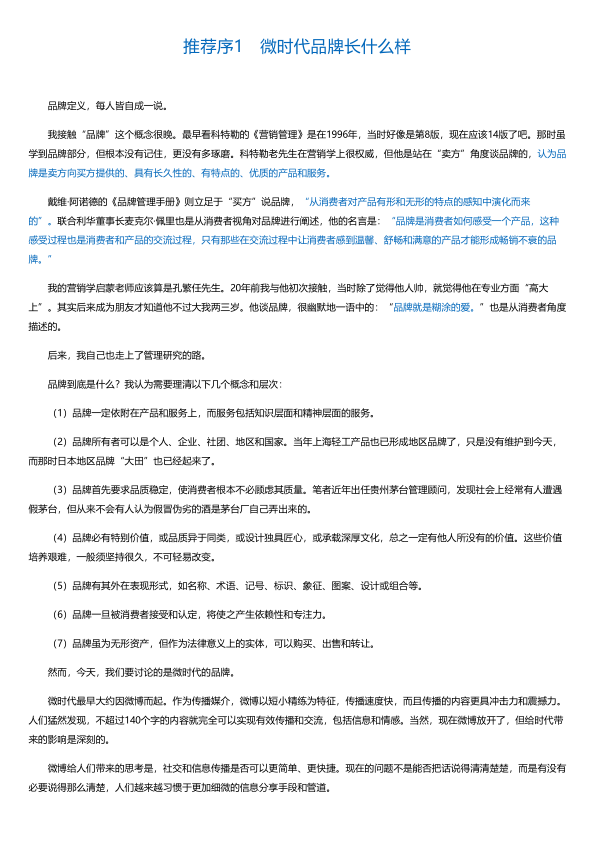 推荐序1　微时代品牌长什么样
品牌定义，每人皆自成一说。
我接触“品牌”这个概念很晚。最早看科特勒的《营销管理》是在1996年，当时好像是第8版，现在应该14版了吧。那时虽
学到品牌部分，但根本没有记住，更没有多琢磨。科特勒老先生在营销学上很权威，但他是站在“卖方”角度谈品牌的，认为品
牌是卖方向买方提供的、具有长久性的、有特点的、优质的产品和服务。
戴维·阿诺德的《品牌管理手册》则立足于“买方”说品牌，“从消费者对产品有形和无形的特点的感知中演化而来
的”。联合利华董事长麦克尔·佩里也是从消费者视角对品牌进行阐述，他的名言是：“品牌是消费者如何感受一个产品，这种
感受过程也是消费者和产品的交流过程，只有那些在交流过程中让消费者感到温馨、舒畅和满意的产品才能形成畅销不衰的品
牌。”
我的营销学启蒙老师应该算是孔繁任先生。20年前我与他初次接触，当时除了觉得他人帅，就觉得他在专业方面“高大
上”。其实后来成为朋友才知道他不过大我两三岁。他谈品牌，很幽默地一语中的：“品牌就是糊涂的爱。”也是从消费者角度
描述的。
后来，我自己也走上了管理研究的路。
品牌到底是什么？我认为需要理清以下几个概念和层次：
（1）品牌一定依附在产品和服务上，而服务包括知识层面和精神层面的服务。
（2）品牌所有者可以是个人、企业、社团、地区和国家。当年上海轻工产品也已形成地区品牌了，只是没有维护到今天，
而那时日本地区品牌“大田”也已经起来了。
（3）品牌首先要求品质稳定，使消费者根本不必顾虑其质量。笔者近年出任贵州茅台管理顾问，发现社会上经常有人遭遇
假茅台，但从来不会有人认为假冒伪劣的酒是茅台厂自己弄出来的。
（4）品牌必有特别价值，或品质异于同类，或设计独具匠心，或承载深厚文化，总之一定有他人所没有的价值。这些价值
培养艰难，一般须坚持很久，不可轻易改变。
（5）品牌有其外在表现形式，如名称、术语、记号、标识、象征、图案、设计或组合等。
（6）品牌一旦被消费者接受和认定，将使之产生依赖性和专注力。
（7）品牌虽为无形资产，但作为法律意义上的实体，可以购买、出售和转让。
然而，今天，我们要讨论的是微时代的品牌。
微时代最早大约因微博而起。作为传播媒介，微博以短小精练为特征，传播速度快，而且传播的内容更具冲击力和震撼力。
人们猛然发现，不超过140个字的内容就完全可以实现有效传播和交流，包括信息和情感。当然，现在微博放开了，但给时代带
来的影响是深刻的。
微博给人们带来的思考是，社交和信息传播是否可以更简单、更快捷。现在的问题不是能否把话说得清清楚楚，而是有没有
必要说得那么清楚，人们越来越习惯于更加细微的信息分享手段和管道。